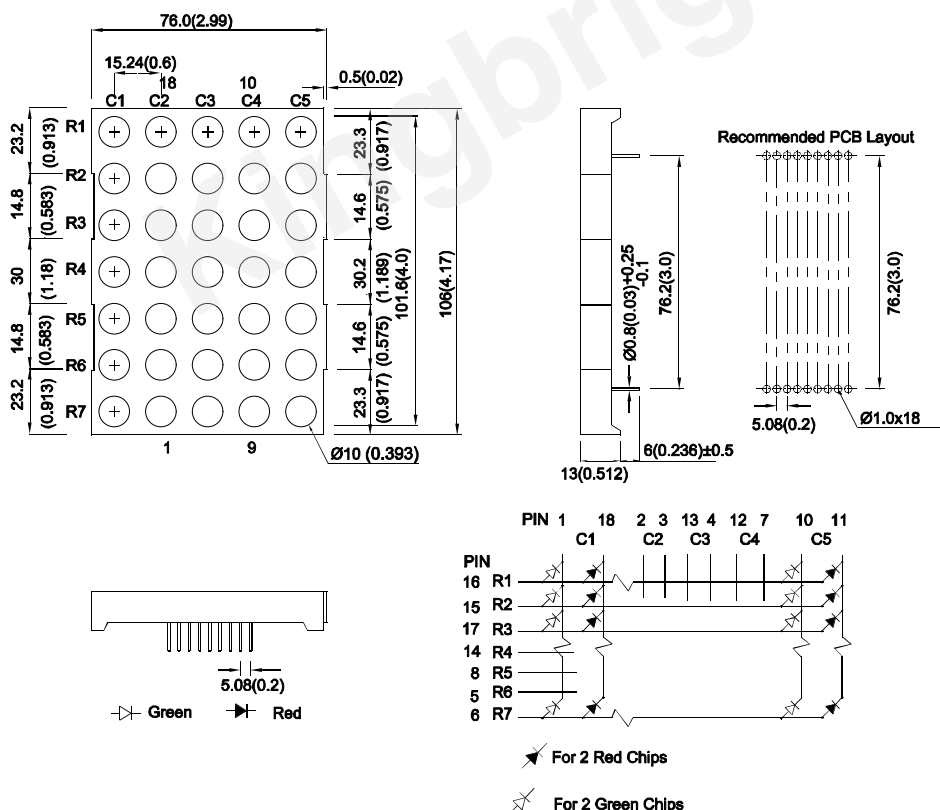 Kingbrig
76.0(2.99)
15.24(0.6)
18 10
0.5(0.02)
C1 C2 C3 C4 C5
R1
R2
R3
R4
R5
R6
R7
23.2
(0.913)
14.8
(0.583)
30
(1.18)
14.8
(0.583)
23.2
(0.913)
23.3
(0.917)
14.6
(0.575)
30.2
(1.189)
14.6
(0.575)
23.3
(0.917)
101.6(4.0)
106(4.17)
1 9
Ø10 (0.393)
Ø0.8(0.03)+0.25
-0.1
76.2(3.0)
6(0.236)±0.5
13(0.512)
Recommended PCB Layout
76.2(3.0)
5.08(0.2)
Ø1.0x18
5.08(0.2)
Green Red
PIN 1 18 2 3 13 4 12 7 10 11
C1 C2 C3 C4 C5
PIN
16 R1
15 R2
17 R3
14 R4
8 R5
5 R6
6 R7
For 2 Red Chips
For 2 Green Chips